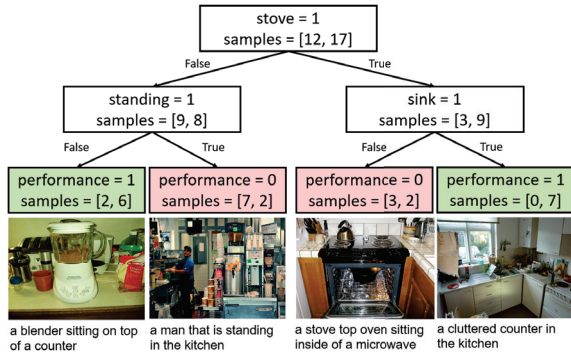 stove = 1
samples = [12, 17]
False
True
standing = 1
samples = [9, 8]
sink = 1
samples = [3, 9]
False
True
False
True
performance = 1
samples = [2, 6]
performance = 0
samples = [7, 2]
performance = 0
samples = [3, 2]
performance = 1
samples = [0, 7]
a blender sitting on top
of a counter
a man that is standing
in the kitchen
a stove top oven sitting
inside of a microwave
a cluttered counter in
the kitchen